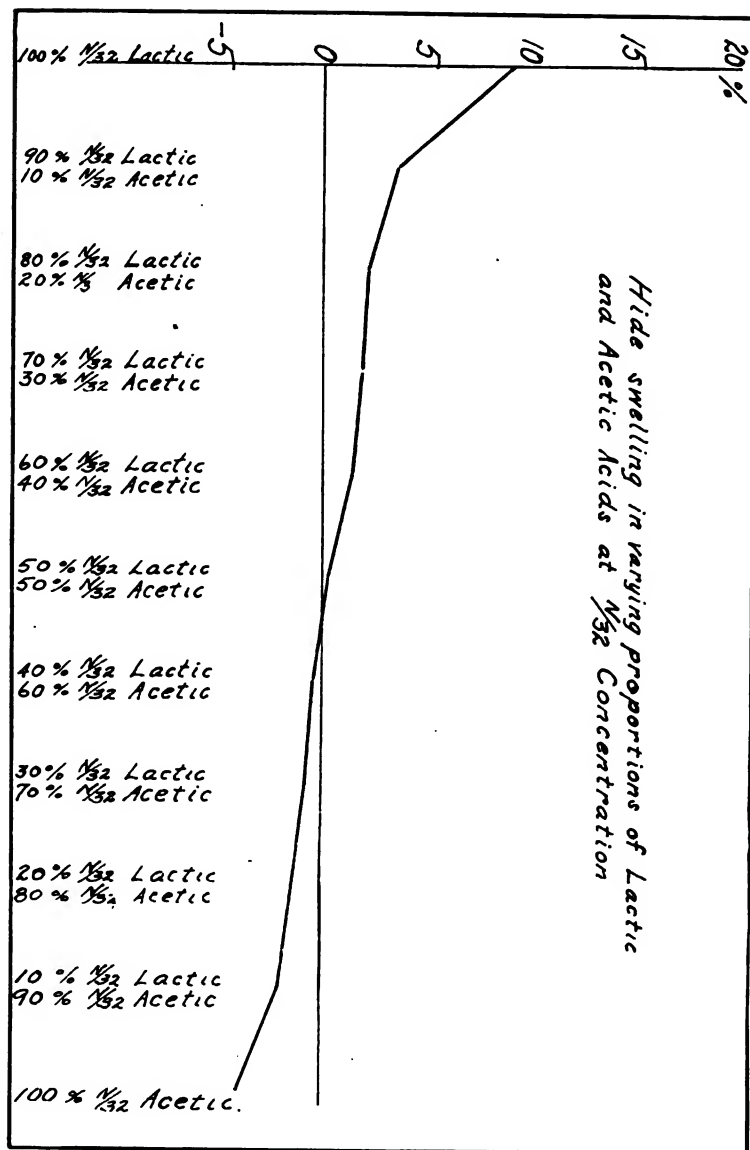 -5 0 5 10 15 20%
100% N/32 Lactic
90% N/32 Lactic
10% N/32 Acetic
80% N/32 Lactic
20% N/3 Acetic
70% N/32 Lactic
30% N/32 Acetic
60% N/32 Lactic
40% N/32 Acetic
50% N/32 Lactic
50% N/32 Acetic
40% N/32 Lactic
60% N/32 Acetic
30% N/32 Lactic
70% N/32 Acetic
20% N/32 Lactic
80% N/32 Acetic
10% N/32 Lactic
90% N/32 Acetic
100% N/32 Acetic.
Hide swelling in varying proportions of Lactic
and Acetic Acids at N/32 Concentration